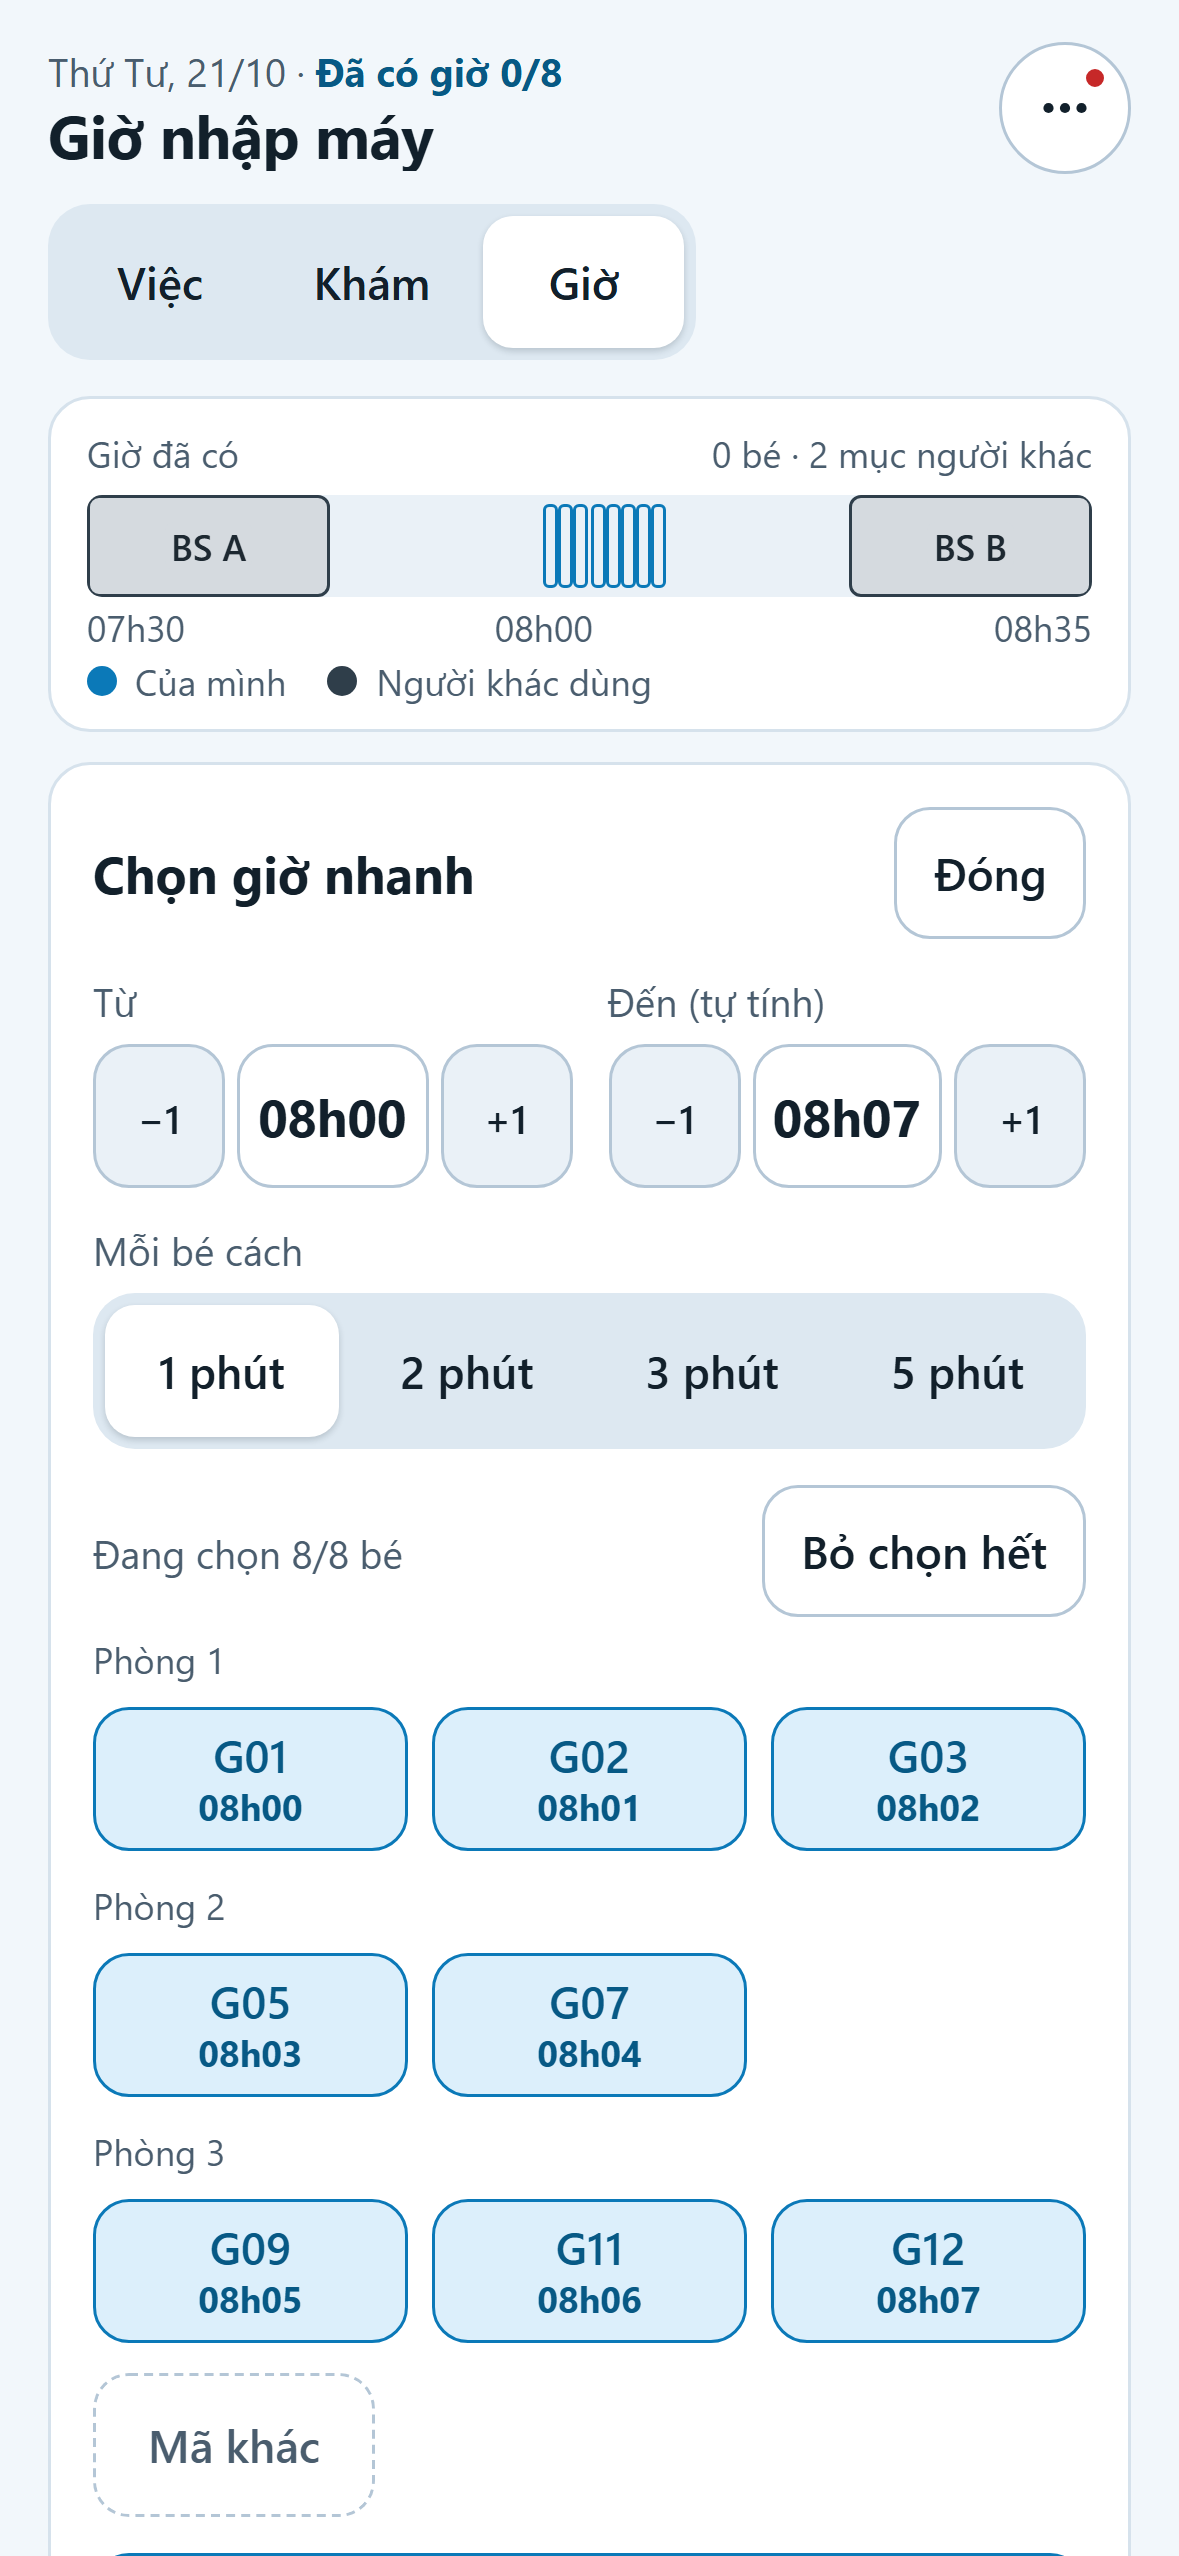 Thứ Tư, 21/10 · Đã có giờ 0/8
Giờ nhập máy
Việc Khám Giờ
Giờ đã có 0 bé · 2 mục người khác
BS A BS B
07h30 08h00 08h35
Của mình Người khác dùng
Chọn giờ nhanh Đóng
Từ Đến (tự tính)
−1 08h00 +1 −1 08h07 +1
Mỗi bé cách
1 phút 2 phút 3 phút 5 phút
Đang chọn 8/8 bé Bỏ chọn hết
Phòng 1
G01 G02 G03
08h00 08h01 08h02
Phòng 2
G05 G07
08h03 08h04
Phòng 3
G09 G11 G12
08h05 08h06 08h07
Mã khác